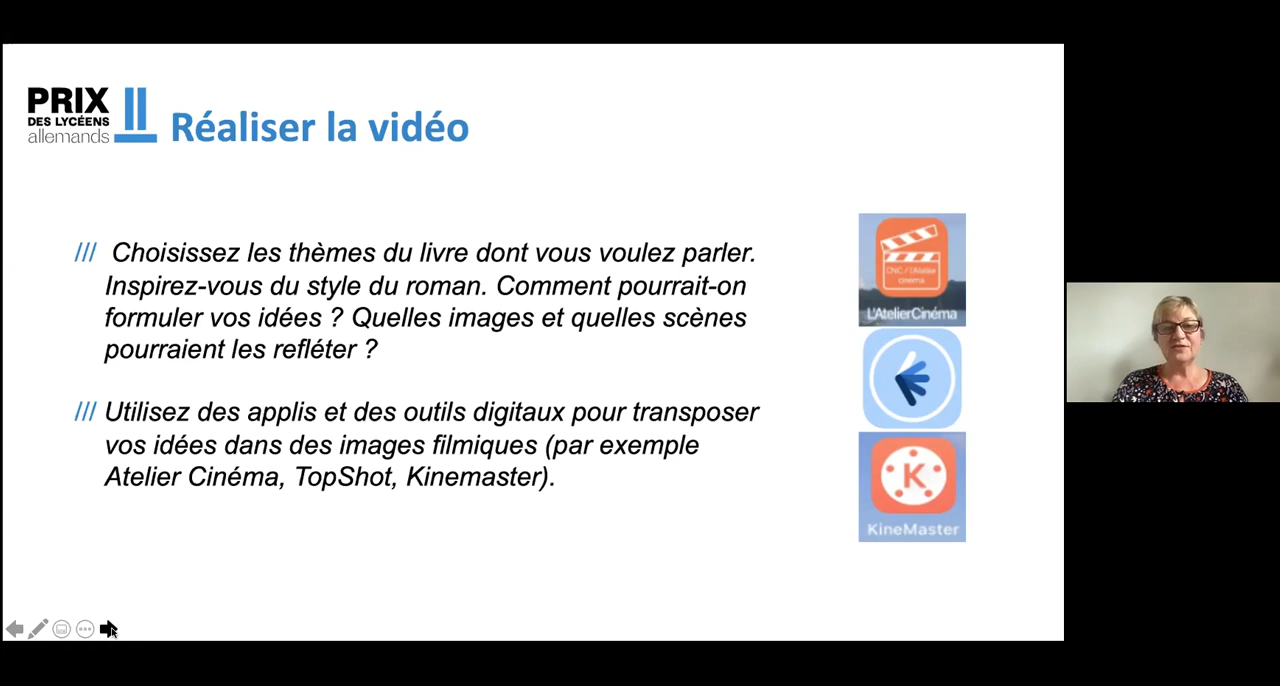 PRIX
DES LYCÉENS
allemands
Réaliser la vidéo
/// Choisissez les thèmes du livre dont vous voulez parler.
Inspirez-vous du style du roman. Comment pourrait-on
formuler vos idées ? Quelles images et quelles scènes
pourraient les refléter ?
/// Utilisez des applis et des outils digitaux pour transposer
vos idées dans des images filmiques (par exemple
Atelier Cinéma, TopShot, Kinemaster).
CNC / l'Atelier
cinéma
L'AtelierCinéma
K
KineMaster